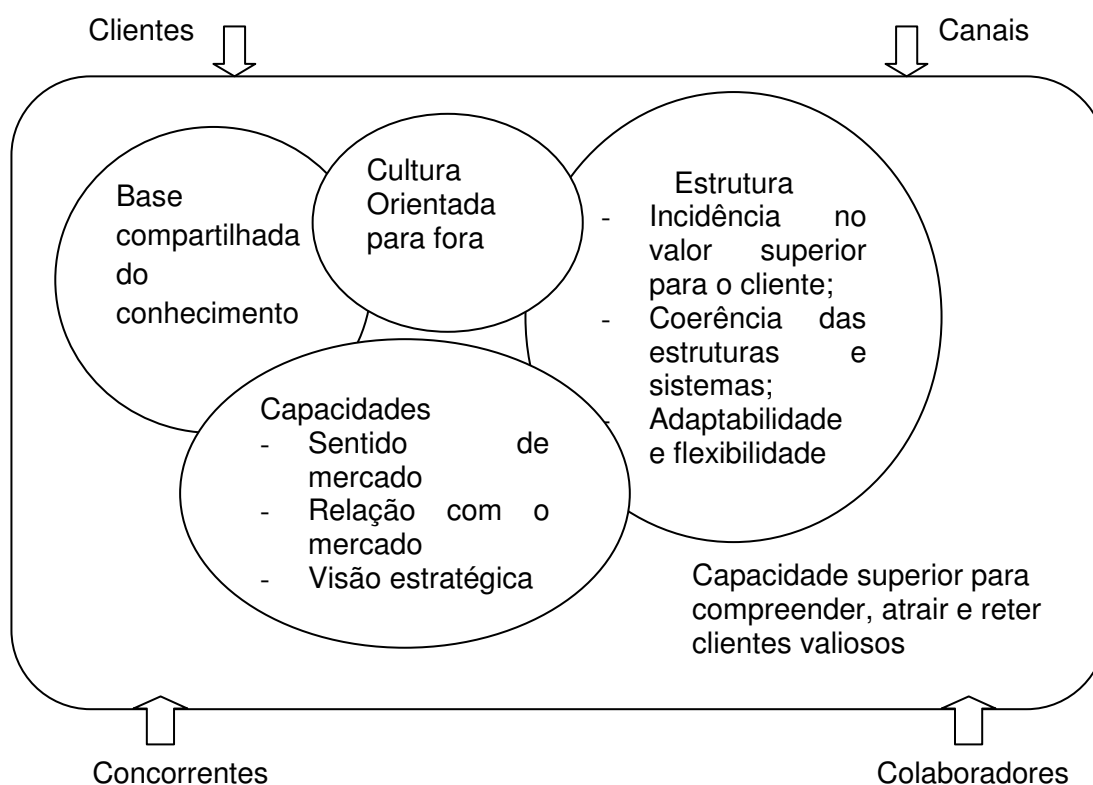 Clientes
Canais
Base
compartilhada
do
conhecimento
Cultura
Orientada
para fora
Estrutura
- Incidência no
valor superior
para o cliente;
- Coerência das
estruturas e
sistemas;
- Adaptabilidade
e flexibilidade
Capacidades
- Sentido de
mercado
- Relação com o
mercado
- Visão estratégica
Capacidade superior para
compreender, atrair e reter
clientes valiosos
Concorrentes
Colaboradores